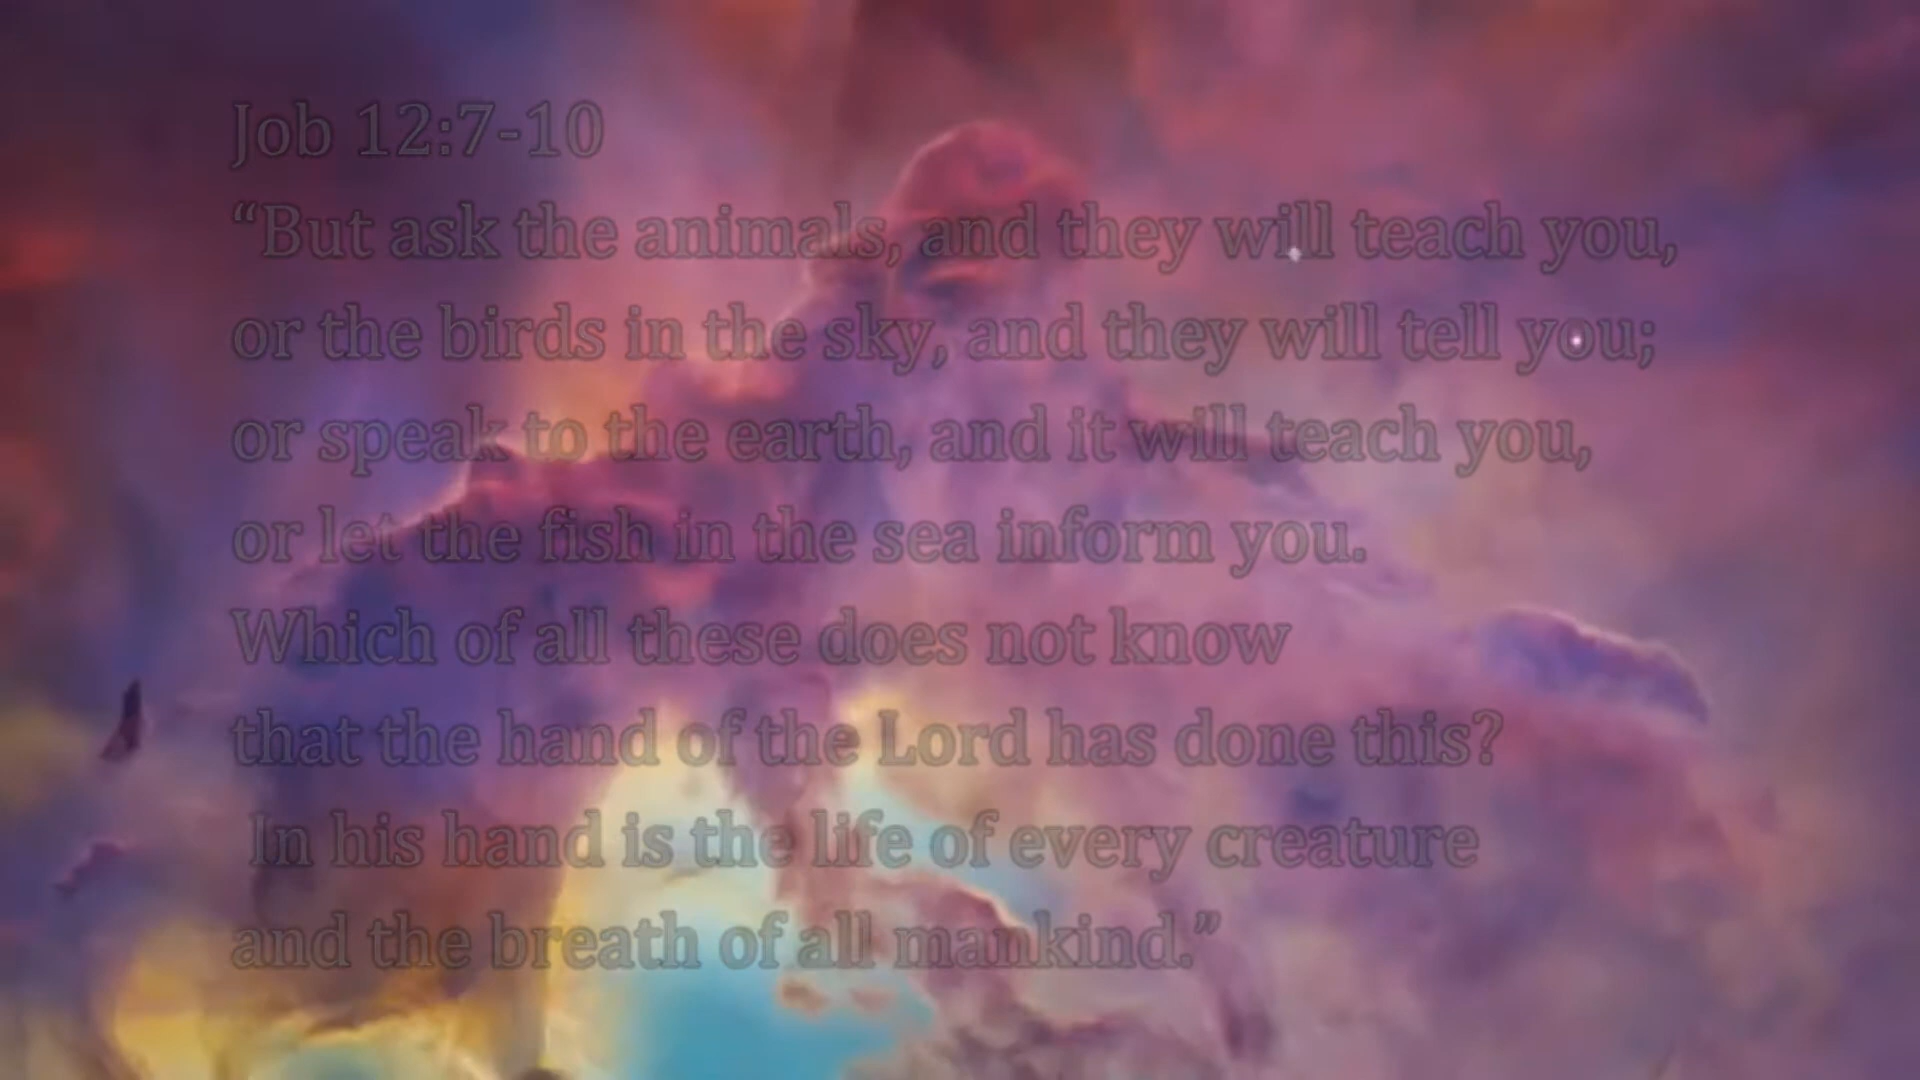 Job 12:7-10
“But ask the animals, and they will teach you,
or the birds in the sky, and they will tell you;
or speak to the earth, and it will teach you,
or let the fish in the sea inform you.
Which of all these does not know
that the hand of the Lord has done this?
In his hand is the life of every creature
and the breath of all mankind.”